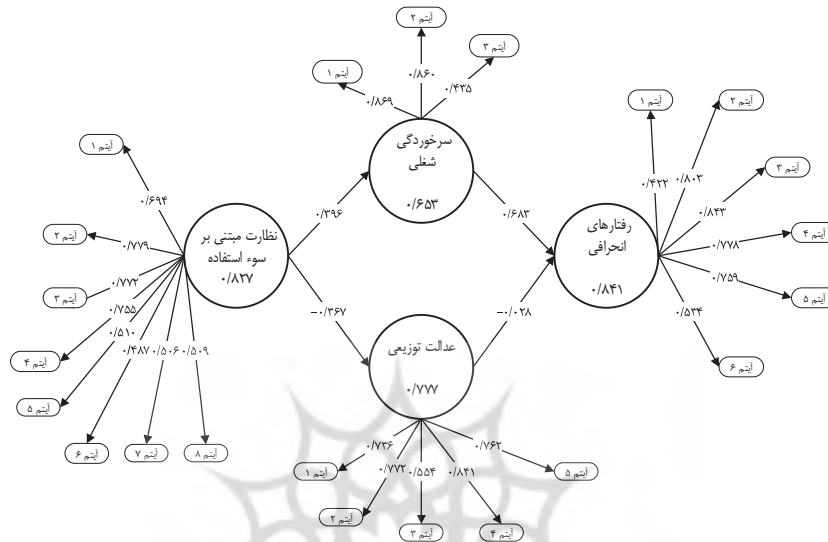 آیتم ۲
آیتم ۳
آیتم ۱
۰/۸۶۰
۰/۸۶۹
۰/۴۳۵
سرخوردگی
شغلی
۰/۶۵۳
آیتم ۱
آیتم ۲
آیتم ۳
آیتم ۴
آیتم ۵
آیتم ۶
۰/۴۲۲
۰/۸۰۳
۰/۸۴۳
۰/۷۷۸
۰/۷۵۹
۰/۵۳۴
رفتارهای
انحرافی
۰/۸۴۱
۰/۳۹۶
۰/۶۸۳
-۰/۳۶۷
-۰/۰۲۸
نظارت مبتنی بر
سوء استفاده
۰/۸۲۷
آیتم ۱
آیتم ۲
آیتم ۳
آیتم ۴
آیتم ۵
آیتم ۶
آیتم ۷
آیتم ۸
۰/۶۹۴
۰/۷۷۹
۰/۷۷۲
۰/۷۵۵
۰/۵۱۰
۰/۴۸۷
۰/۵۰۶
۰/۵۰۹
عدالت توزیعی
۰/۷۷۷
۰/۷۳۶
۰/۷۷۲
۰/۵۵۴
۰/۸۴۱
۰/۷۶۲
آیتم ۱
آیتم ۲
آیتم ۳
آیتم ۴
آیتم ۵